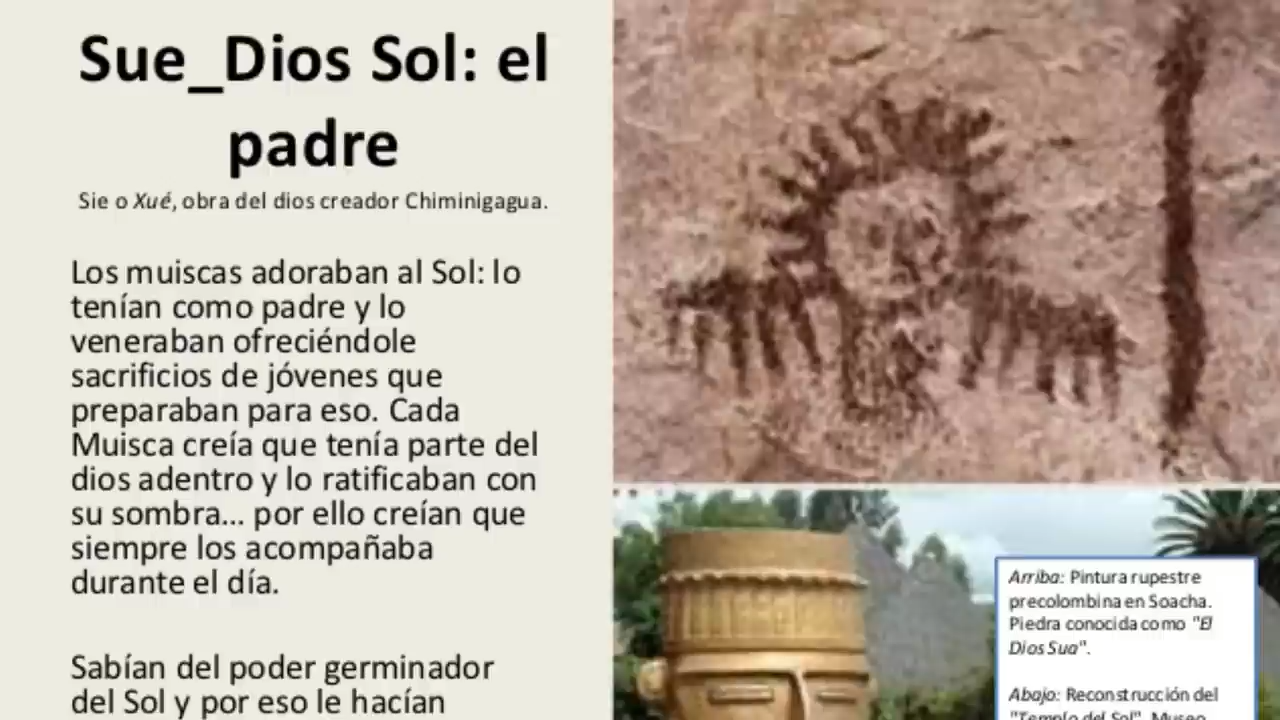 Sue_Dios Sol: el
padre
Sie o Xué, obra del dios creador Chiminigagua.
Los muiscas adoraban al Sol: lo
tenían como padre y lo
veneraban ofreciéndole
sacrificios de jóvenes que
preparaban para eso. Cada
Muisca creía que tenía parte del
dios adentro y lo ratificaban con
su sombra... por ello creían que
siempre los acompañaba
durante el día.
Sabían del poder germinador
del Sol y por eso le hacían
Arriba: Pintura rupestre
precolombina en Soacha.
Piedra conocida como "El
Dios Sua".
Abajo: Reconstrucción del
"Templo del Sol". Museo